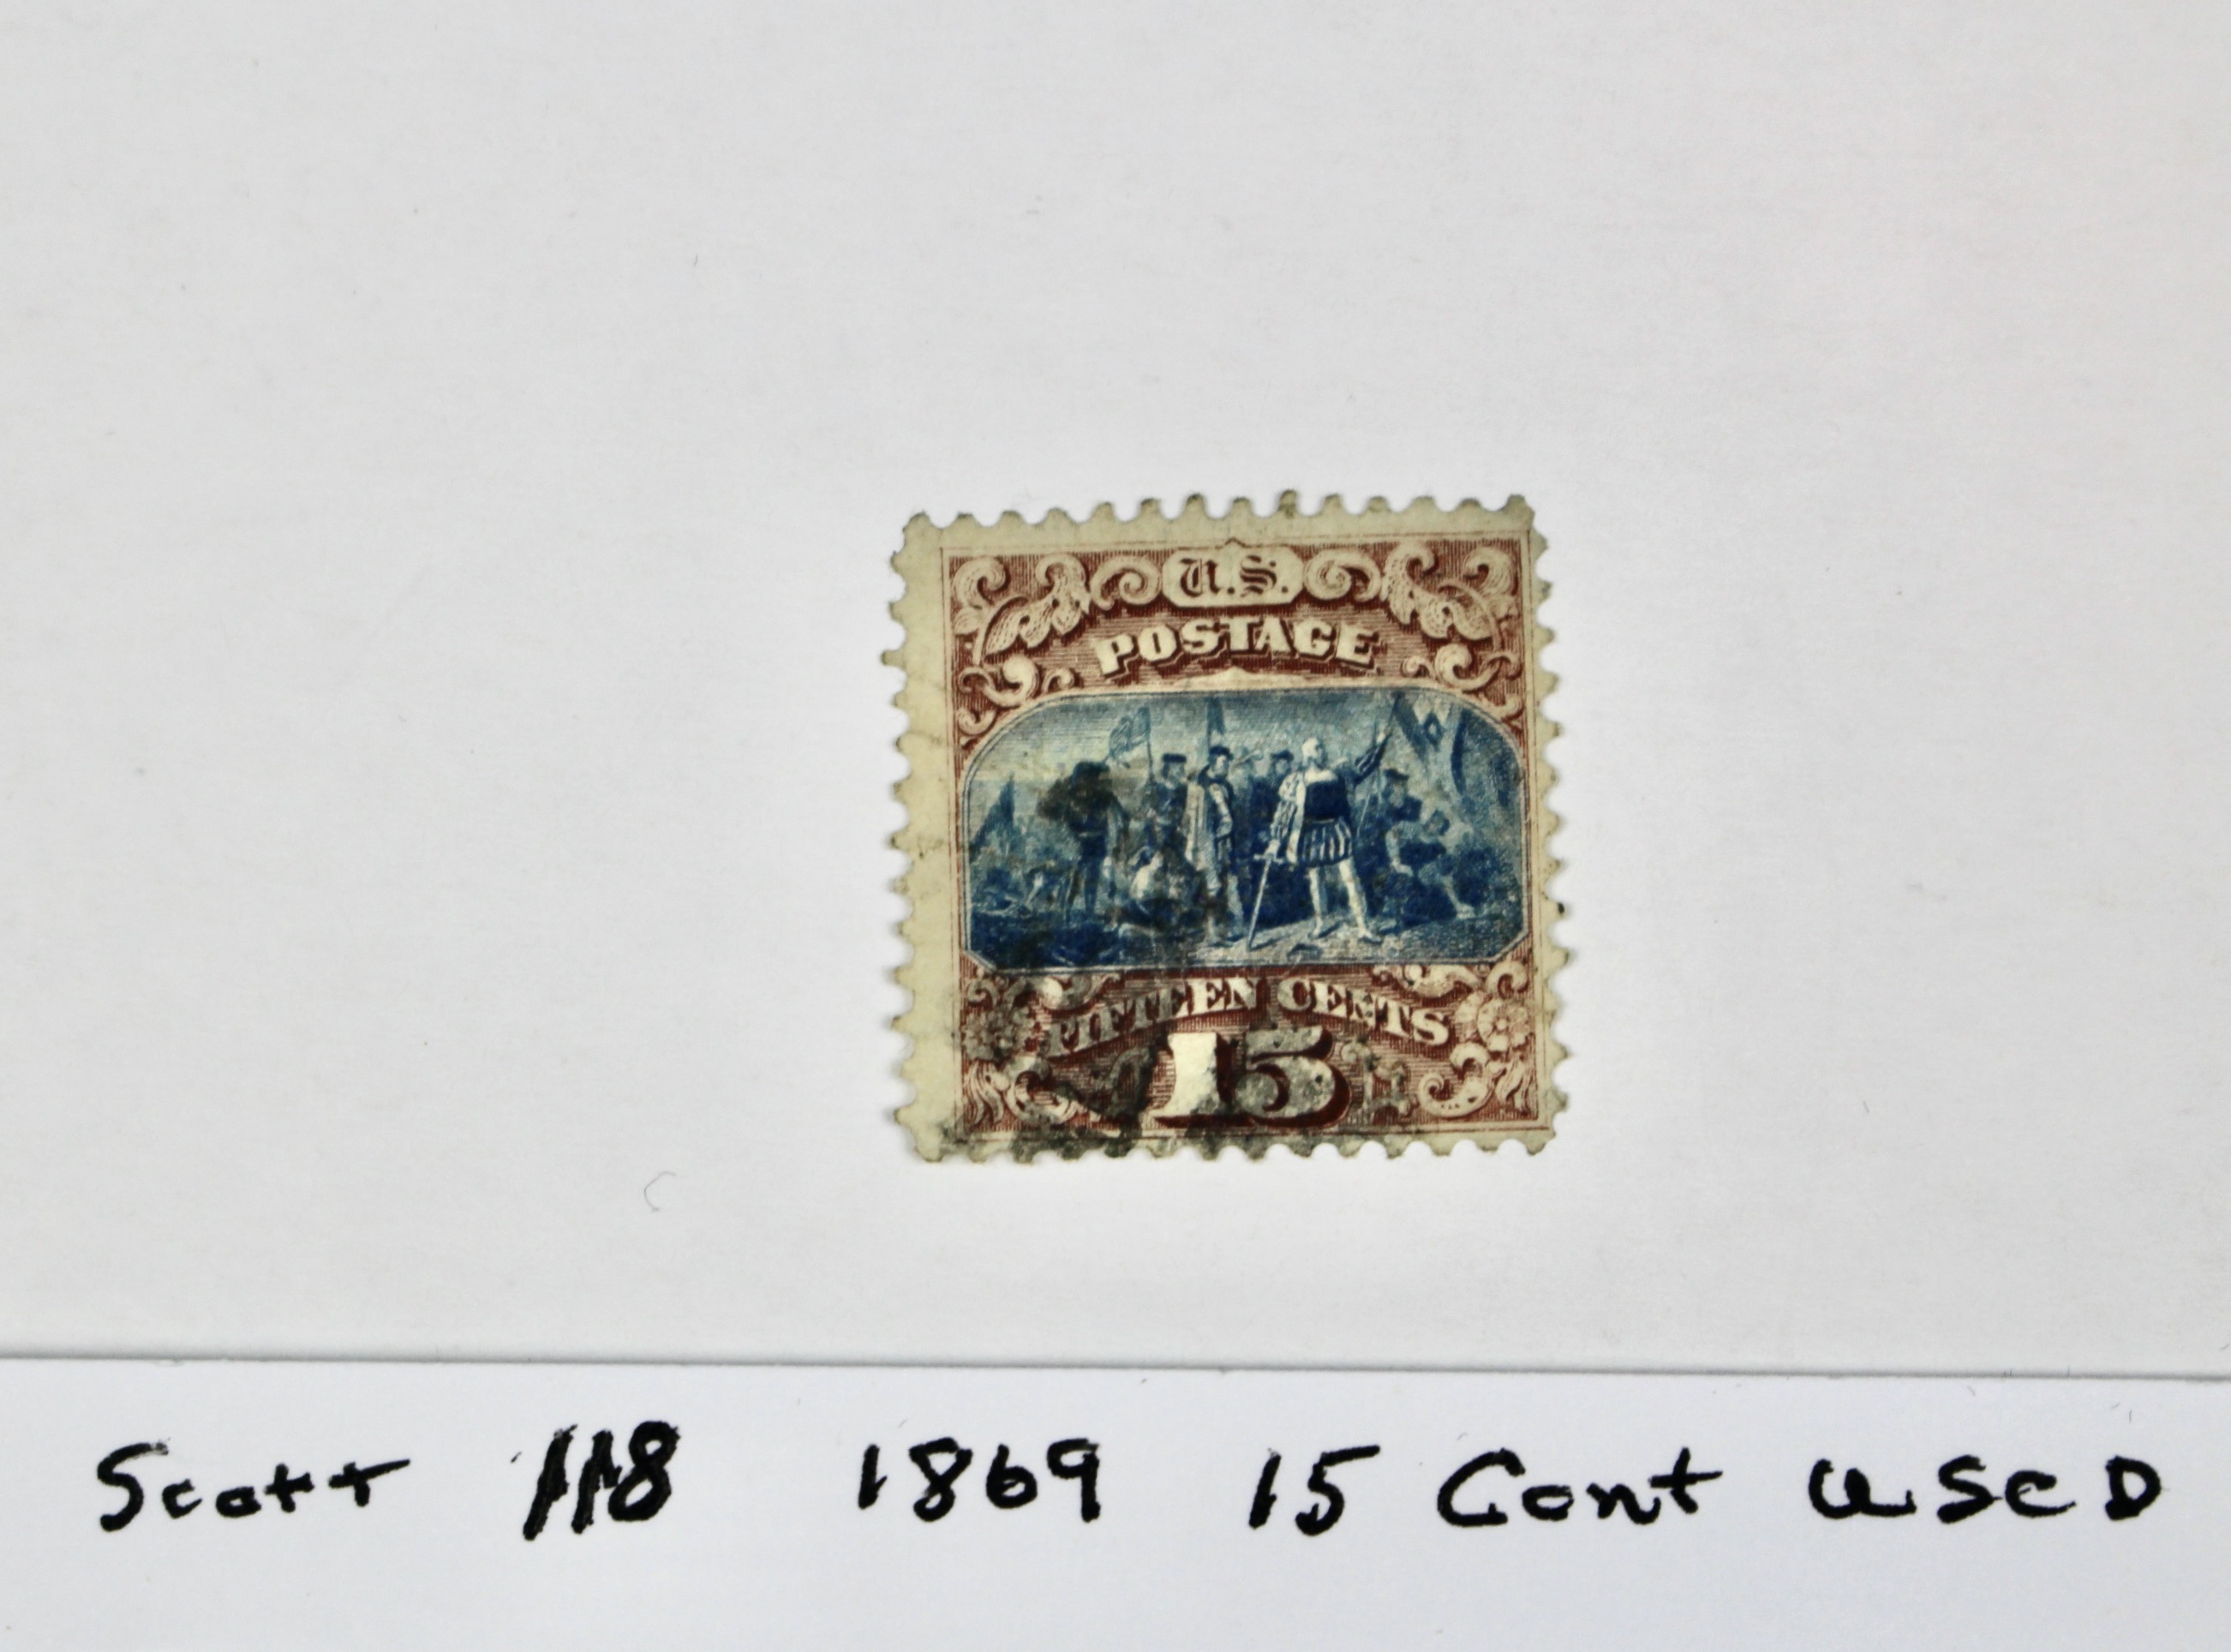 U.S.
POSTAGE
FIFTEEN CENTS
15
Scott 118 1869 15 Cent USED